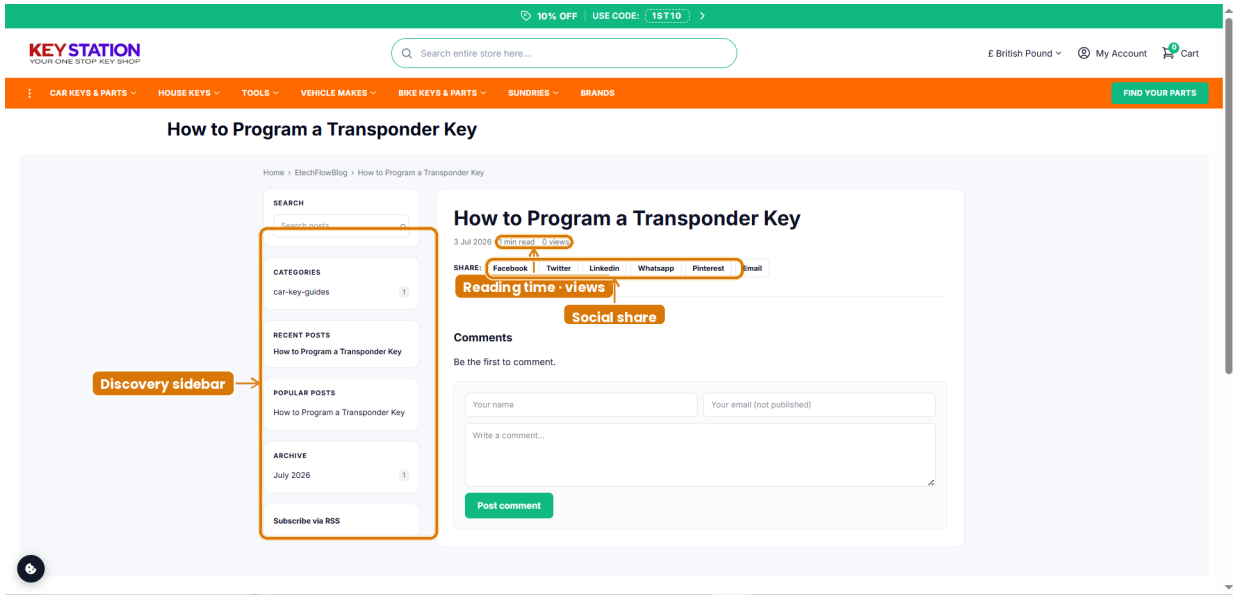 10% OFF USE CODE: 1ST10
KEYSTATION
YOUR ONE STOP KEY SHOP
Search entire store here...
£ British Pound
My Account
0
Cart
CAR KEYS & PARTS
HOUSE KEYS
TOOLS
VEHICLE MAKES
BIKE KEYS & PARTS
SUNDRIES
BRANDS
FIND YOUR PARTS
How to Program a Transponder Key
Home › EtechFlowBlog › How to Program a Transponder Key
SEARCH
Search posts
CATEGORIES
car-key-guides 1
RECENT POSTS
How to Program a Transponder Key
POPULAR POSTS
How to Program a Transponder Key
ARCHIVE
July 2026 1
Subscribe via RSS
Discovery sidebar
How to Program a Transponder Key
3 Jul 2026 1 min read 0 views
SHARE: Facebook Twitter Linkedin Whatsapp Pinterest Email
Reading time · views
Social share
Comments
Be the first to comment.
Your name
Your email (not published)
Write a comment...
Post comment